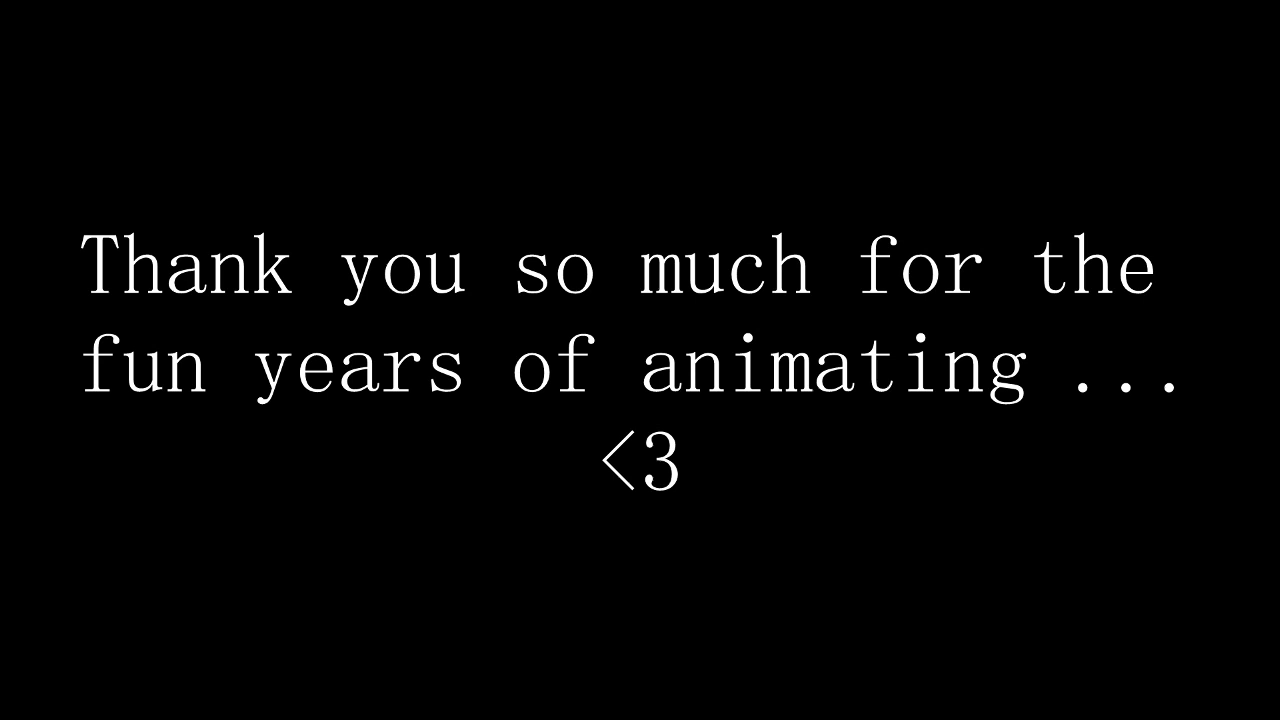 Thank you so much for the
fun years of animating ...
<3